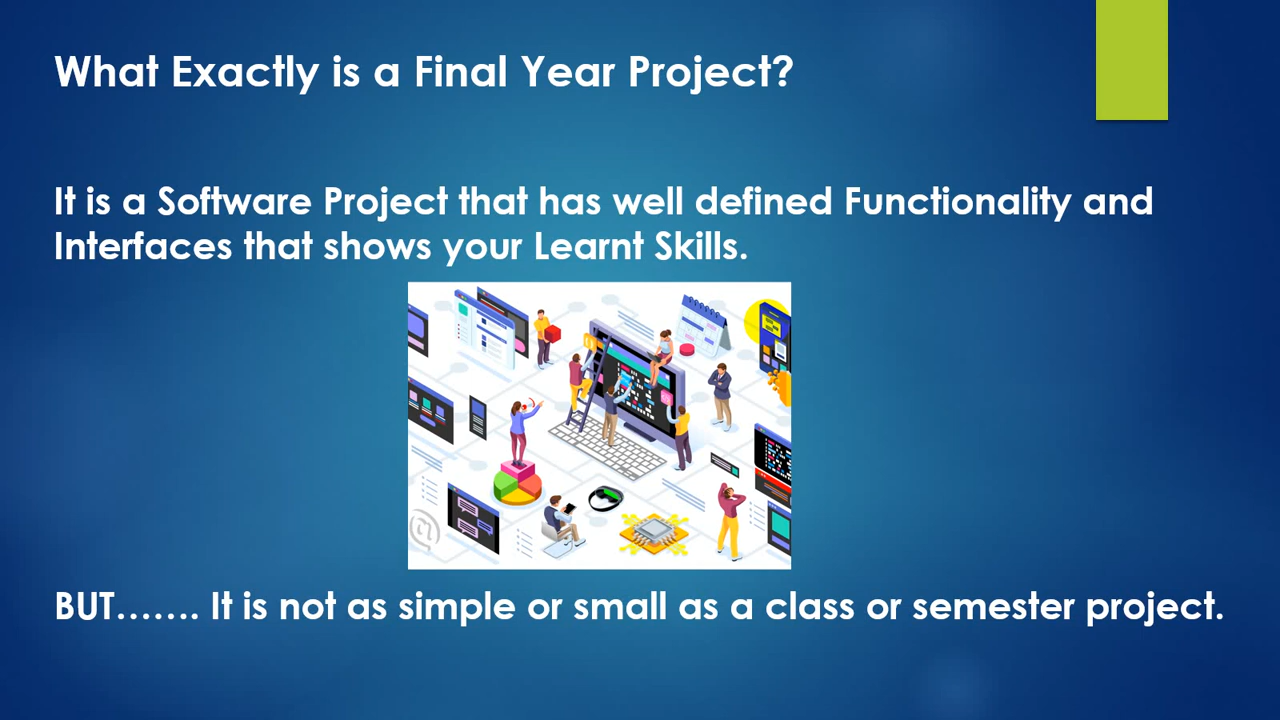 What Exactly is a Final Year Project?
It is a Software Project that has well defined Functionality and
Interfaces that shows your Learnt Skills.
@
BUT……. It is not as simple or small as a class or semester project.